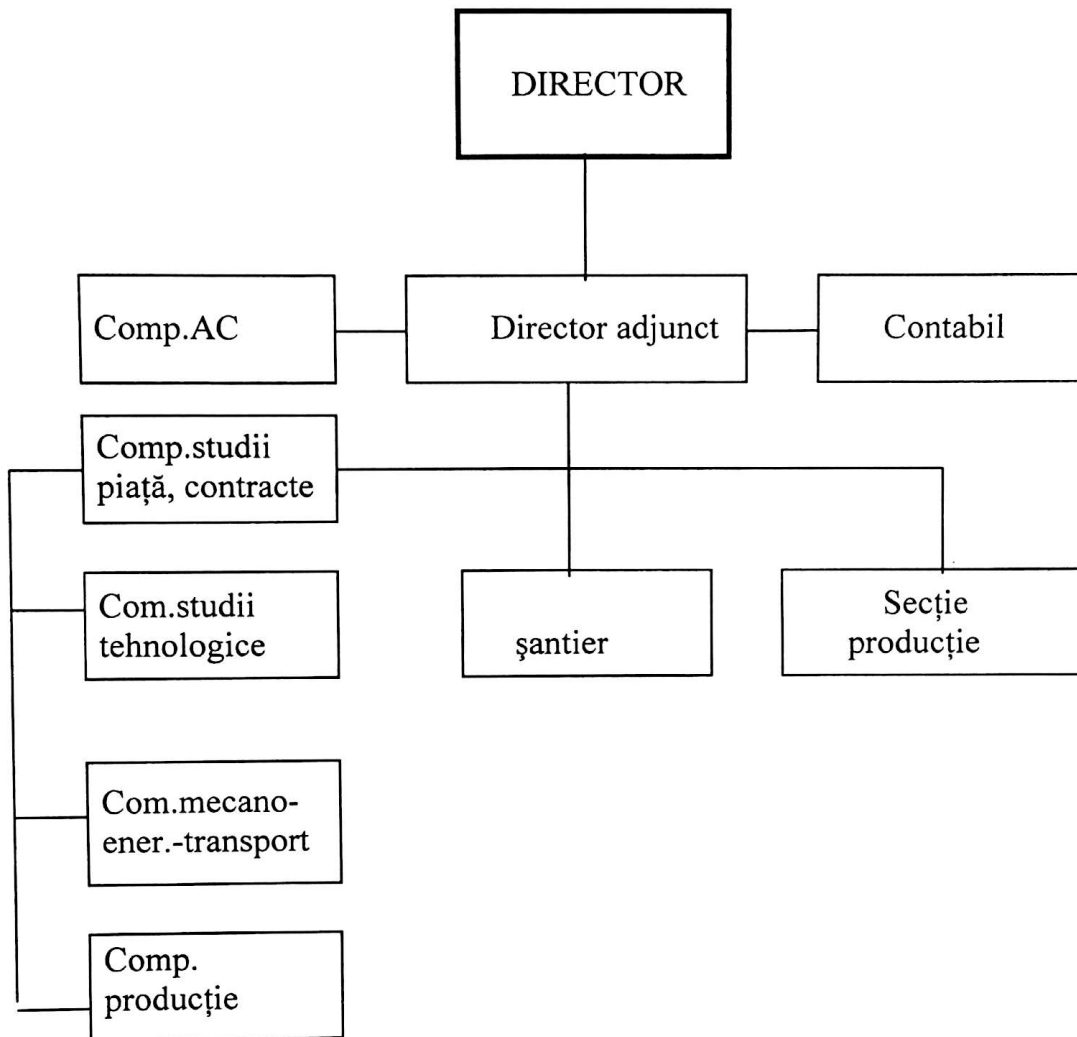 DIRECTOR
Comp.AC
Director adjunct
Contabil
Comp.studii
piață, contracte
Com.studii
tehnologice
şantier
Secție
producție
Com.mecano-
ener.-transport
Comp.
producție